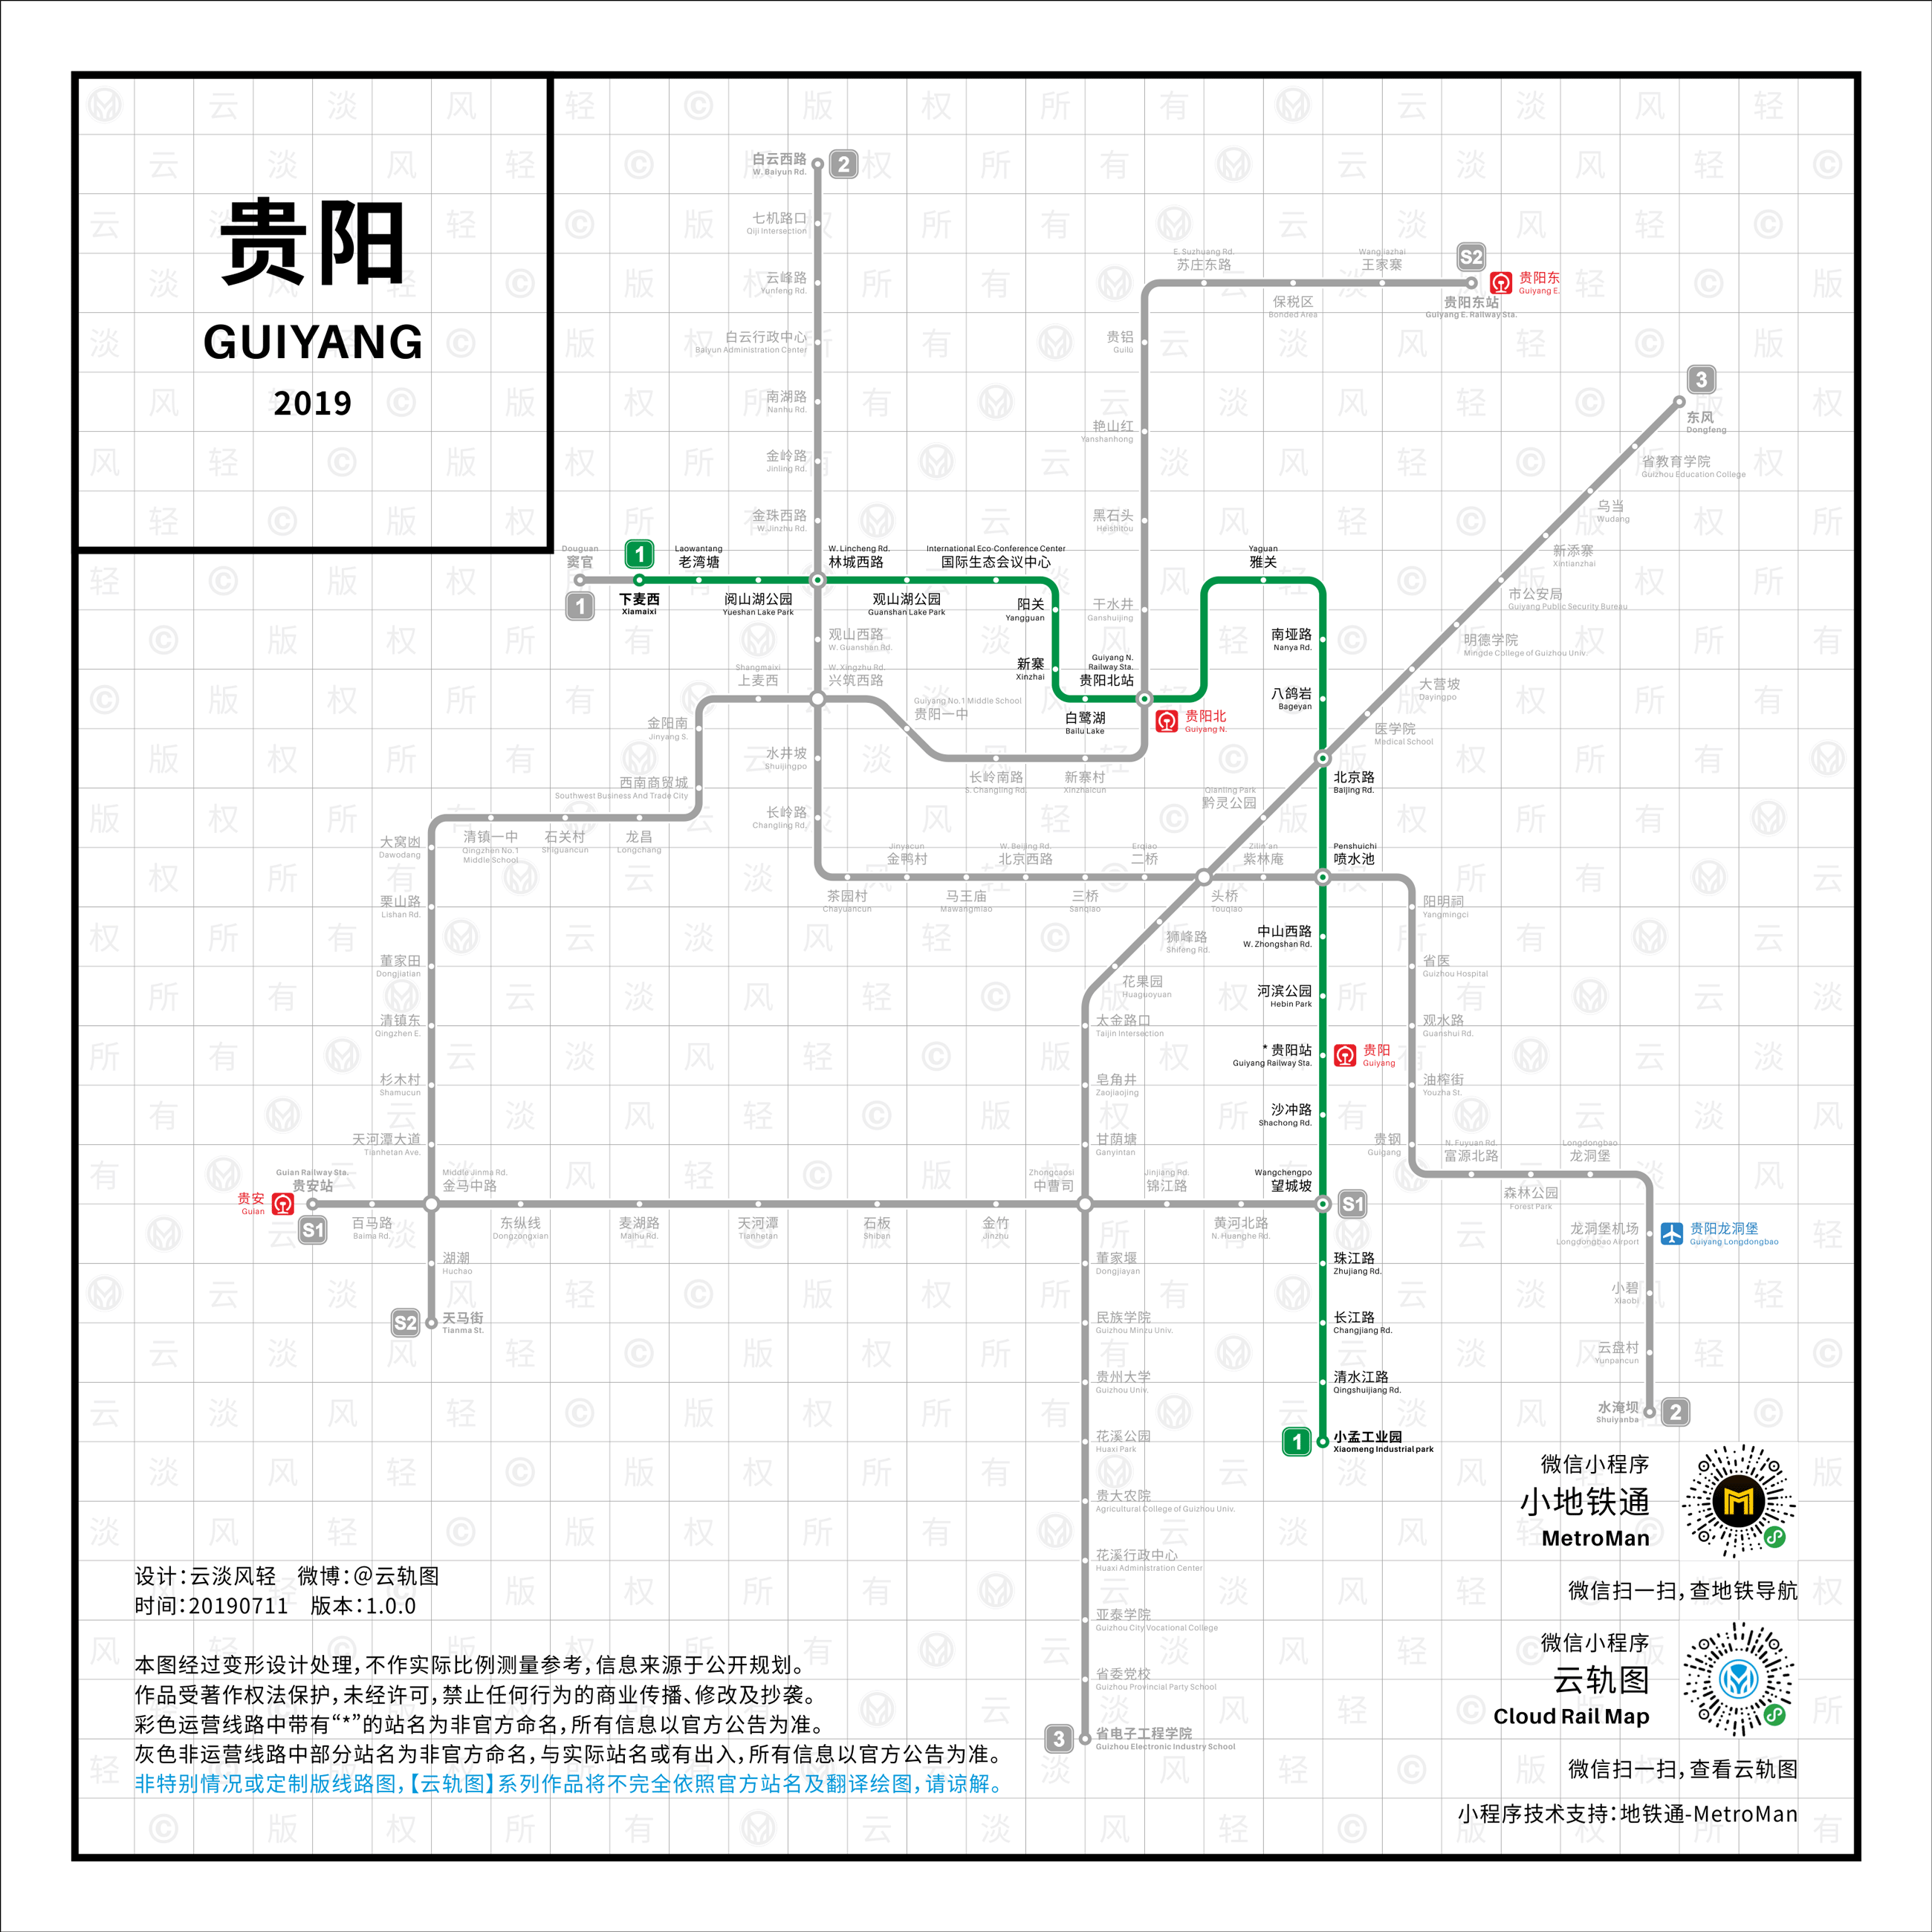 贵阳
GUIYANG
2019
白云西路
W. Baiyun Rd.
2
七机路口
Qiji Intersection
云峰路
Yunfeng Rd.
白云行政中心
Baiyun Administration Center
南湖路
Nanhu Rd.
金岭路
Jinling Rd.
金珠西路
W.Jinzhu Rd.
E. Suzhuang Rd.
苏庄东路
保税区
Bonded Area
Wangjiazhai
王家寨
S2
贵阳东站
Guiyang E. Railway Sta.
贵阳东
Guiyang E.
贵铝
Guilu
艳山红
Yanshanhong
黑石头
Heishitou
干水井
Ganshuijing
3
东风
Dongfeng
省教育学院
Guizhou Education College
乌当
Wudang
新添寨
Xintianzhai
市公安局
Guiyang Public Security Bureau
明德学院
Mingde College of Guizhou Univ.
大营坡
Dayingpo
医学院
Medical School
Douguan
窦官
1
1
下麦西
Xiamaixi
Laowantang
老湾塘
阅山湖公园
Yueshan Lake Park
W. Lincheng Rd.
林城西路
观山湖公园
Guanshan Lake Park
International Eco-Conference Center
国际生态会议中心
阳关
Yangguan
新寨
Xinzhai
白鹭湖
Bailu Lake
Guiyang N.
Railway Sta.
贵阳北站
贵阳北
Guiyang N.
Yaguan
雅关
南垭路
Nanya Rd.
八鸽岩
Bageyan
北京路
Baijing Rd.
Penshuichi
喷水池
中山西路
W. Zhongshan Rd.
河滨公园
Hebin Park
* 贵阳站
Guiyang Railway Sta.
贵阳
Guiyang
沙冲路
Shachong Rd.
Wangchengpo
望城坡
S1
珠江路
Zhujiang Rd.
长江路
Changjiang Rd.
清水江路
Qingshuijiang Rd.
1
小孟工业园
Xiaomeng Industrial park
观山西路
W. Guanshan Rd.
Shangmaixi
上麦西
W. Xingzhu Rd.
兴筑西路
Guiyang No.1 Middle School
贵阳一中
金阳南
Jinyang S.
西南商贸城
Southwest Business And Trade City
水井坡
Shuijingpo
长岭路
Changling Rd.
长岭南路
S. Changling Rd.
新寨村
Xinzhaicun
Qianling Park
黔灵公园
大窝凼
Dawodang
清镇一中
Qingzhen No.1
Middle School
石关村
Shiguancun
龙昌
Longchang
茶园村
Chayuancun
Jinyacun
金鸭村
马王庙
Mawangmiao
W. Beijing Rd.
北京西路
三桥
Sanqiao
Erqiao
二桥
头桥
Touqiao
Zilin'an
紫林庵
栗山路
Lishan Rd.
董家田
Dongjiatian
清镇东
Qingzhen E.
杉木村
Shamucun
天河潭大道
Tianhetan Ave.
狮峰路
Shifeng Rd.
花果园
Huaguoyuan
太金路口
Taijin Intersection
皂角井
Zaojiaojing
甘荫塘
Ganyintan
阳明祠
Yangmingci
省医
Guizhou Hospital
观水路
Guanshui Rd.
油榨街
Youzha St.
贵钢
Guigang
N. Fuyuan Rd.
富源北路
森林公园
Forest Park
Longdongbao
龙洞堡
龙洞堡机场
Longdongbao Airport
贵阳龙洞堡
Guiyang Longdongbao
小碧
Xiaobi
云盘村
Yunpancun
水淹坝
Shuiyanba
2
贵安
Guian
Guian Railway Sta.
贵安站
S1
百马路
Baima Rd.
Middle Jinma Rd.
金马中路
东纵线
Dongzongxian
麦湖路
Maihu Rd.
天河潭
Tianhetan
石板
Shiban
金竹
Jinzhu
Zhongcaosi
中曹司
Jinjiang Rd.
锦江路
黄河北路
N. Huanghe Rd.
湖潮
Huchao
S2
天马街
Tianma St.
董家堰
Dongjiayan
民族学院
Guizhou Minzu Univ.
贵州大学
Guizhou Univ.
花溪公园
Huaxi Park
贵大农院
Agricultural College of Guizhou Univ.
花溪行政中心
Huaxi Administration Center
亚泰学院
Guizhou City Vocational College
省委党校
Guizhou Provincial Party School
3
省电子工程学院
Guizhou Electronic Industry School
设计：云淡风轻 微博：@云轨图
时间：20190711 版本：1.0.0
本图经过变形设计处理，不作实际比例测量参考，信息来源于公开规划。
作品受著作权法保护，未经许可，禁止任何行为的商业传播、修改及抄袭。
彩色运营线路中带有“*”的站名为非官方命名，所有信息以官方公告为准。
灰色非运营线路中部分站名为非官方命名，与实际站名或有出入，所有信息以官方公告为准。
非特别情况或定制版线路图，【云轨图】系列作品将不完全依照官方站名及翻译绘图，请谅解。
微信小程序
小地铁通
MetroMan
微信扫一扫，查地铁导航
微信小程序
云轨图
Cloud Rail Map
微信扫一扫，查看云轨图
小程序技术支持：地铁通-MetroMan